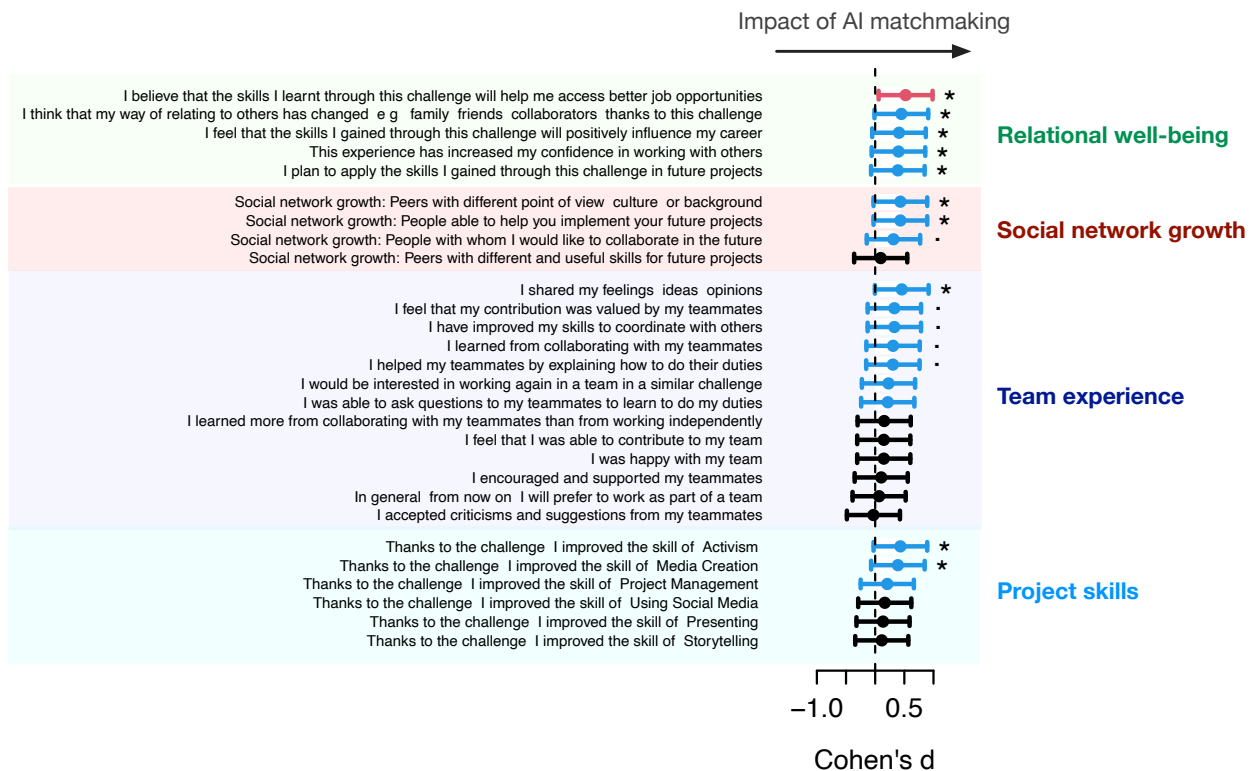 Impact of AI matchmaking
I believe that the skills I learnt through this challenge will help me access better job opportunities
*
I think that my way of relating to others has changed e g family friends collaborators thanks to this challenge
*
I feel that the skills I gained through this challenge will positively influence my career
*
This experience has increased my confidence in working with others
*
I plan to apply the skills I gained through this challenge in future projects
*
Relational well-being
Social network growth: Peers with different point of view culture or background
*
Social network growth: People able to help you implement your future projects
*
Social network growth: People with whom I would like to collaborate in the future
.
Social network growth: Peers with different and useful skills for future projects
Social network growth
I shared my feelings ideas opinions
*
I feel that my contribution was valued by my teammates
.
I have improved my skills to coordinate with others
.
I learned from collaborating with my teammates
.
I helped my teammates by explaining how to do their duties
.
I would be interested in working again in a team in a similar challenge
I was able to ask questions to my teammates to learn to do my duties
I learned more from collaborating with my teammates than from working independently
I feel that I was able to contribute to my team
I was happy with my team
I encouraged and supported my teammates
In general from now on I will prefer to work as part of a team
I accepted criticisms and suggestions from my teammates
Team experience
Thanks to the challenge I improved the skill of Activism
*
Thanks to the challenge I improved the skill of Media Creation
*
Thanks to the challenge I improved the skill of Project Management
Thanks to the challenge I improved the skill of Using Social Media
Thanks to the challenge I improved the skill of Presenting
Thanks to the challenge I improved the skill of Storytelling
Project skills
−1.0 0.5
Cohen's d